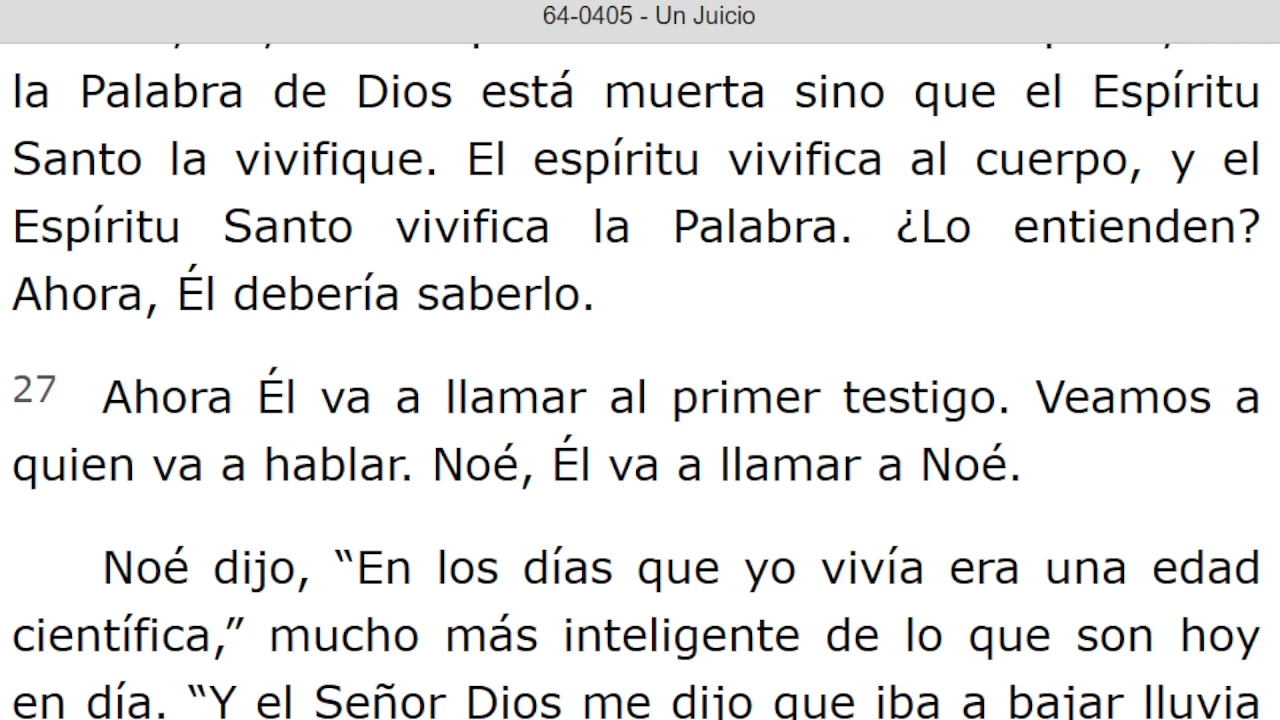 64-0405 - Un Juicio
la Palabra de Dios está muerta sino que el Espíritu
Santo la vivifique. El espíritu vivifica al cuerpo, y el
Espíritu Santo vivifica la Palabra. ¿Lo entienden?
Ahora, Él debería saberlo.
27 Ahora Él va a llamar al primer testigo. Veamos a
quien va a hablar. Noé, Él va a llamar a Noé.
Noé dijo, “En los días que yo vivía era una edad
científica,” mucho más inteligente de lo que son hoy
en día. “Y el Señor Dios me dijo que iba a bajar lluvia